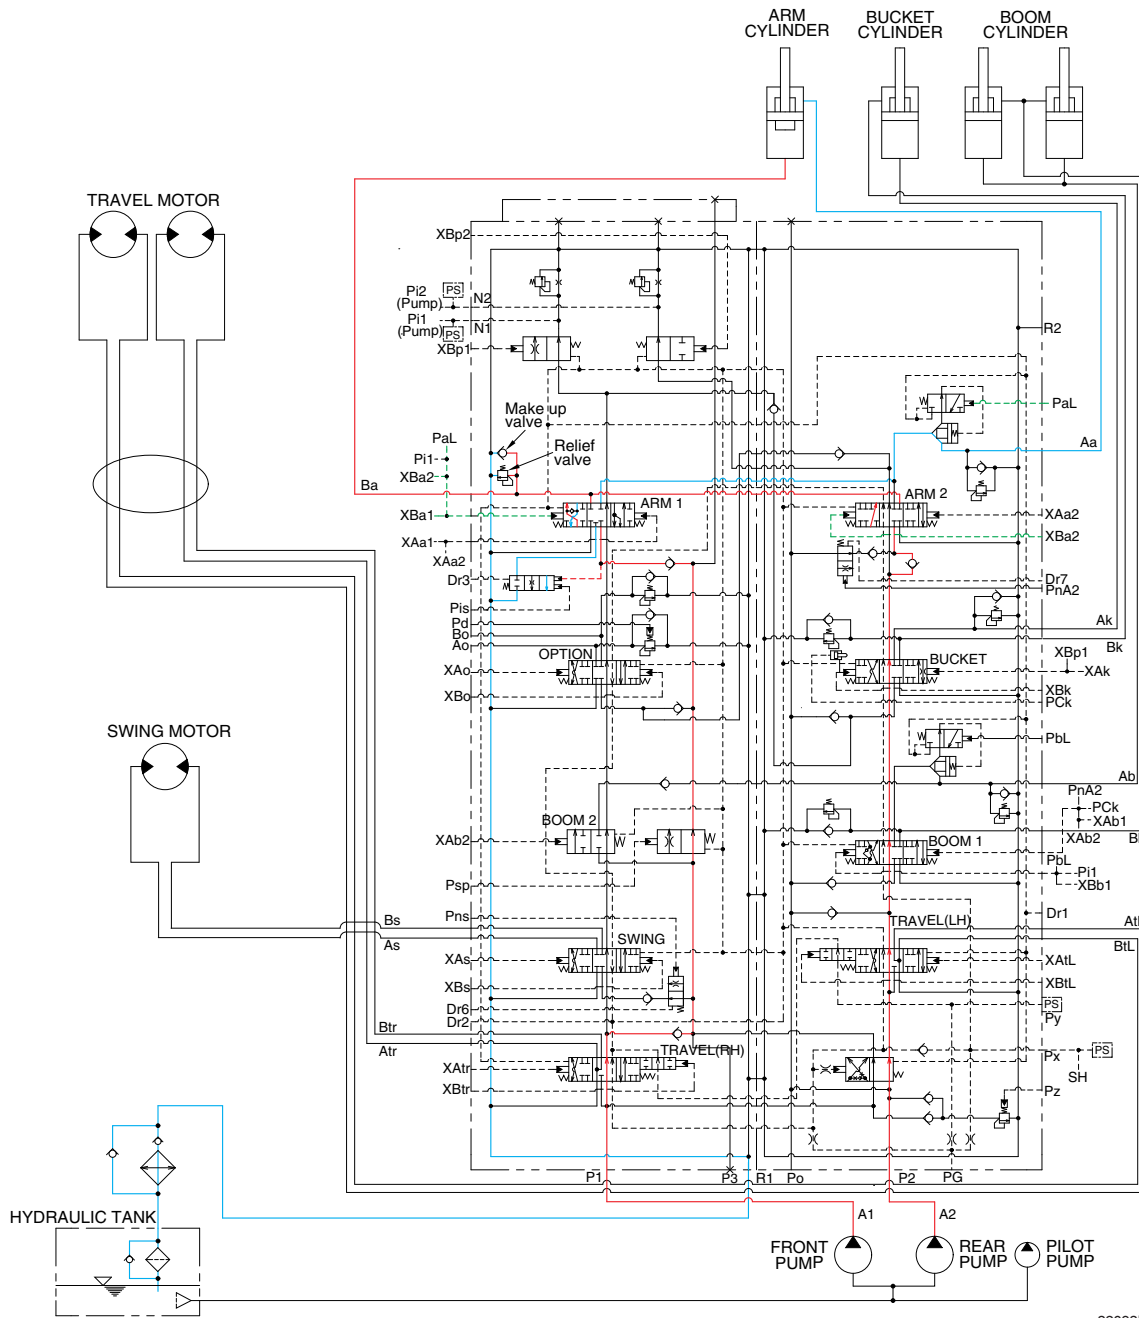 ARM
CYLINDER
BUCKET
CYLINDER
BOOM
CYLINDER
TRAVEL MOTOR
XBp2
Pi2
(Pump)
PS
N2
Pi1
(Pump)
PS
N1
XBp1
R2
Make up
valve
Relief
valve
PaL
Pi1
XBa2
Ba
XBa1
ARM 1
XAa1
XAa2
Dr3
Pis
Pd
Bo
Ao
OPTION
XAo
XBo
PaL
Aa
ARM 2
XAa2
XBa2
Dr7
PnA2
Ak
Bk
XBp1
BUCKET
XAk
XBk
PCk
PbL
Ab
SWING MOTOR
BOOM 2
XAb2
Psp
PnA2
PCk
XAb1
XAb2
BOOM 1
PbL
Pi1
XBb1
Pns
Bs
As
SWING
XAs
XBs
Dr6
Dr2
Dr1
TRAVEL(LH)
BtL
XAtL
XBtL
PS
Py
Btr
Atr
TRAVEL(RH)
XAtr
XBtr
Px
PS
SH
Pz
P1
P3
R1
Po
P2
PG
HYDRAULIC TANK
A1
A2
FRONT
PUMP
REAR
PUMP
PILOT
PUMP